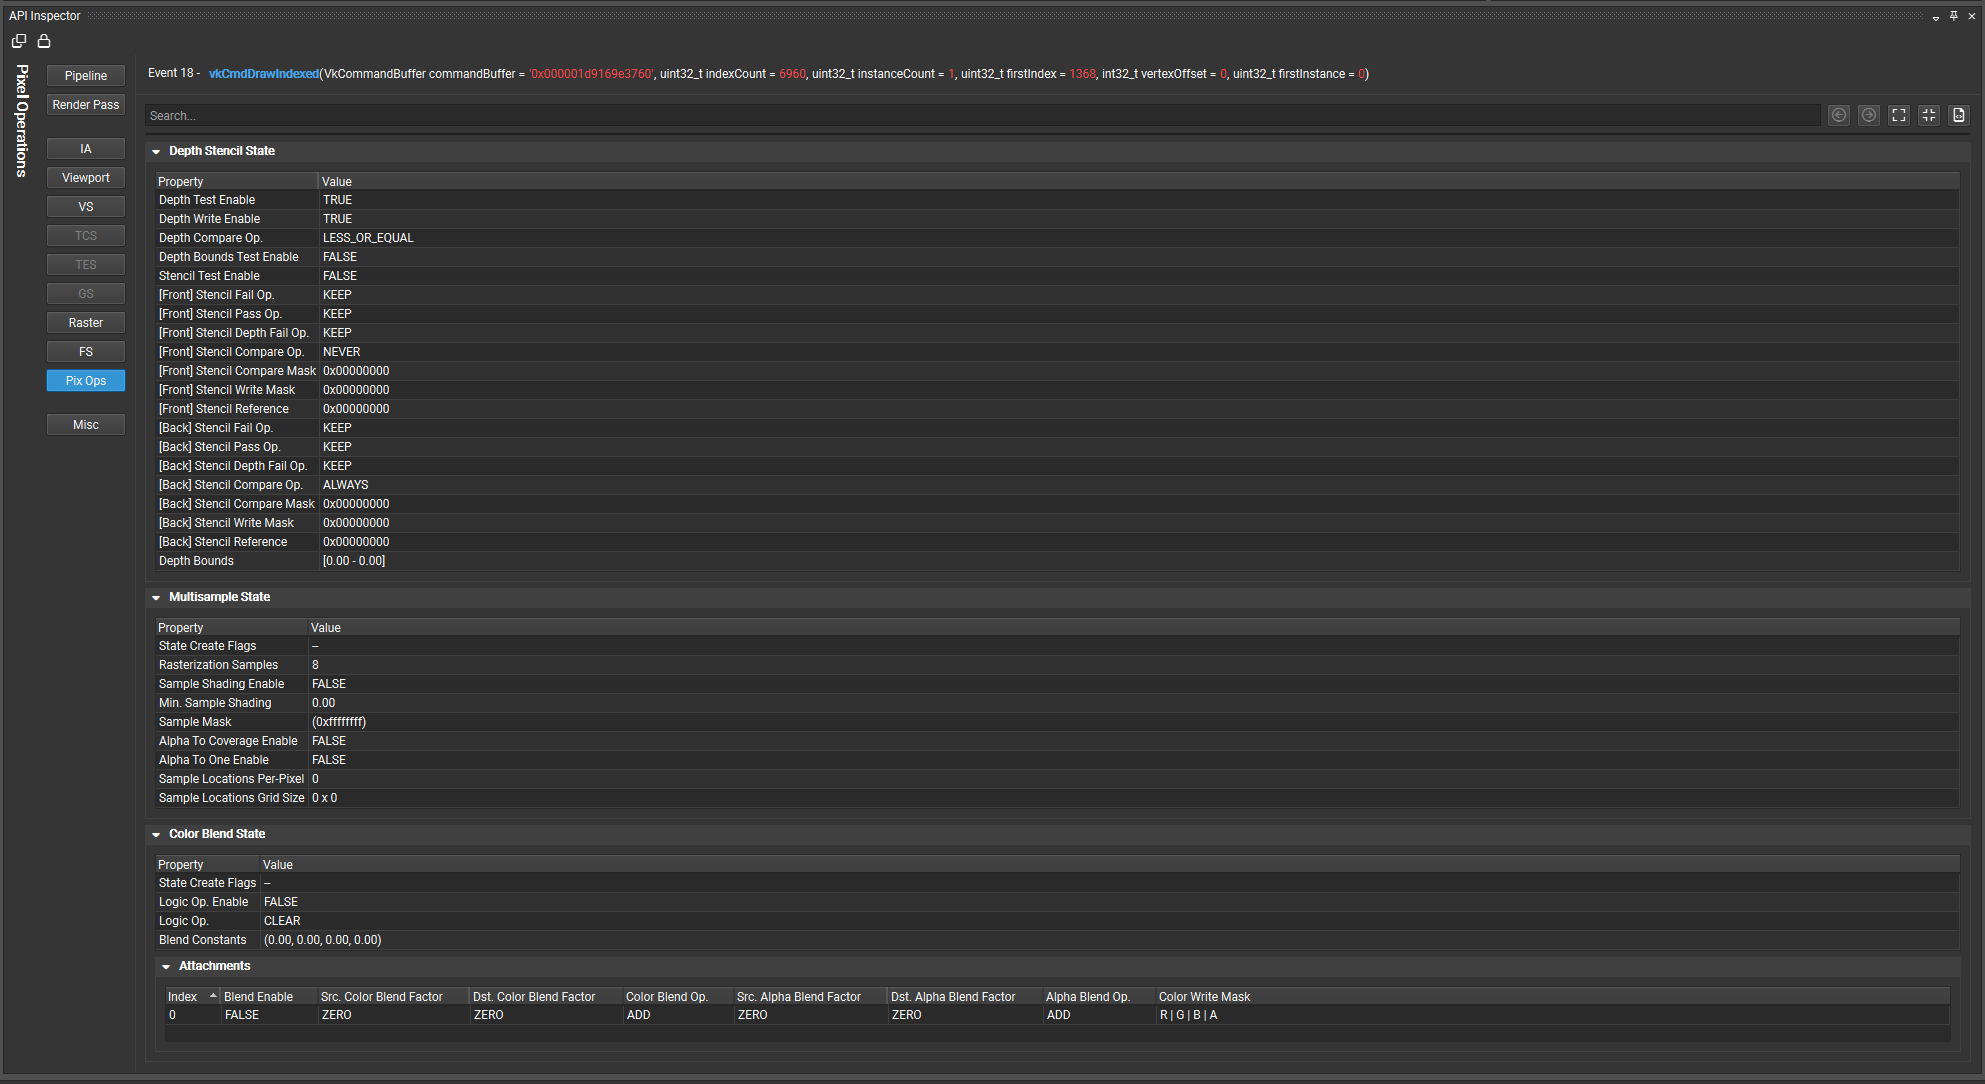 API Inspector
Pixel Operations
Pipeline
Render Pass
IA
Viewport
VS
TCS
TES
GS
Raster
FS
Pix Ops
Misc
Event 18 - vkCmdDrawIndexed(VkCommandBuffer commandBuffer = '0x000001d9169e3760', uint32_t indexCount = 6960, uint32_t instanceCount = 1, uint32_t firstIndex = 1368, int32_t vertexOffset = 0, uint32_t firstInstance = 0)
Search...
Depth Stencil State
Property Value
Depth Test Enable TRUE
Depth Write Enable TRUE
Depth Compare Op. LESS_OR_EQUAL
Depth Bounds Test Enable FALSE
Stencil Test Enable FALSE
[Front] Stencil Fail Op. KEEP
[Front] Stencil Pass Op. KEEP
[Front] Stencil Depth Fail Op. KEEP
[Front] Stencil Compare Op. NEVER
[Front] Stencil Compare Mask 0x00000000
[Front] Stencil Write Mask 0x00000000
[Front] Stencil Reference 0x00000000
[Back] Stencil Fail Op. KEEP
[Back] Stencil Pass Op. KEEP
[Back] Stencil Depth Fail Op. KEEP
[Back] Stencil Compare Op. ALWAYS
[Back] Stencil Compare Mask 0x00000000
[Back] Stencil Write Mask 0x00000000
[Back] Stencil Reference 0x00000000
Depth Bounds [0.00 - 0.00]
Multisample State
Property Value
State Create Flags --
Rasterization Samples 8
Sample Shading Enable FALSE
Min. Sample Shading 0.00
Sample Mask (0xffffffff)
Alpha To Coverage Enable FALSE
Alpha To One Enable FALSE
Sample Locations Per-Pixel 0
Sample Locations Grid Size 0 x 0
Color Blend State
Property Value
State Create Flags --
Logic Op. Enable FALSE
Logic Op. CLEAR
Blend Constants (0.00, 0.00, 0.00, 0.00)
Attachments
Index Blend Enable Src. Color Blend Factor Dst. Color Blend Factor Color Blend Op. Src. Alpha Blend Factor Dst. Alpha Blend Factor Alpha Blend Op. Color Write Mask
0 FALSE ZERO ZERO ADD ZERO ZERO ADD R | G | B | A